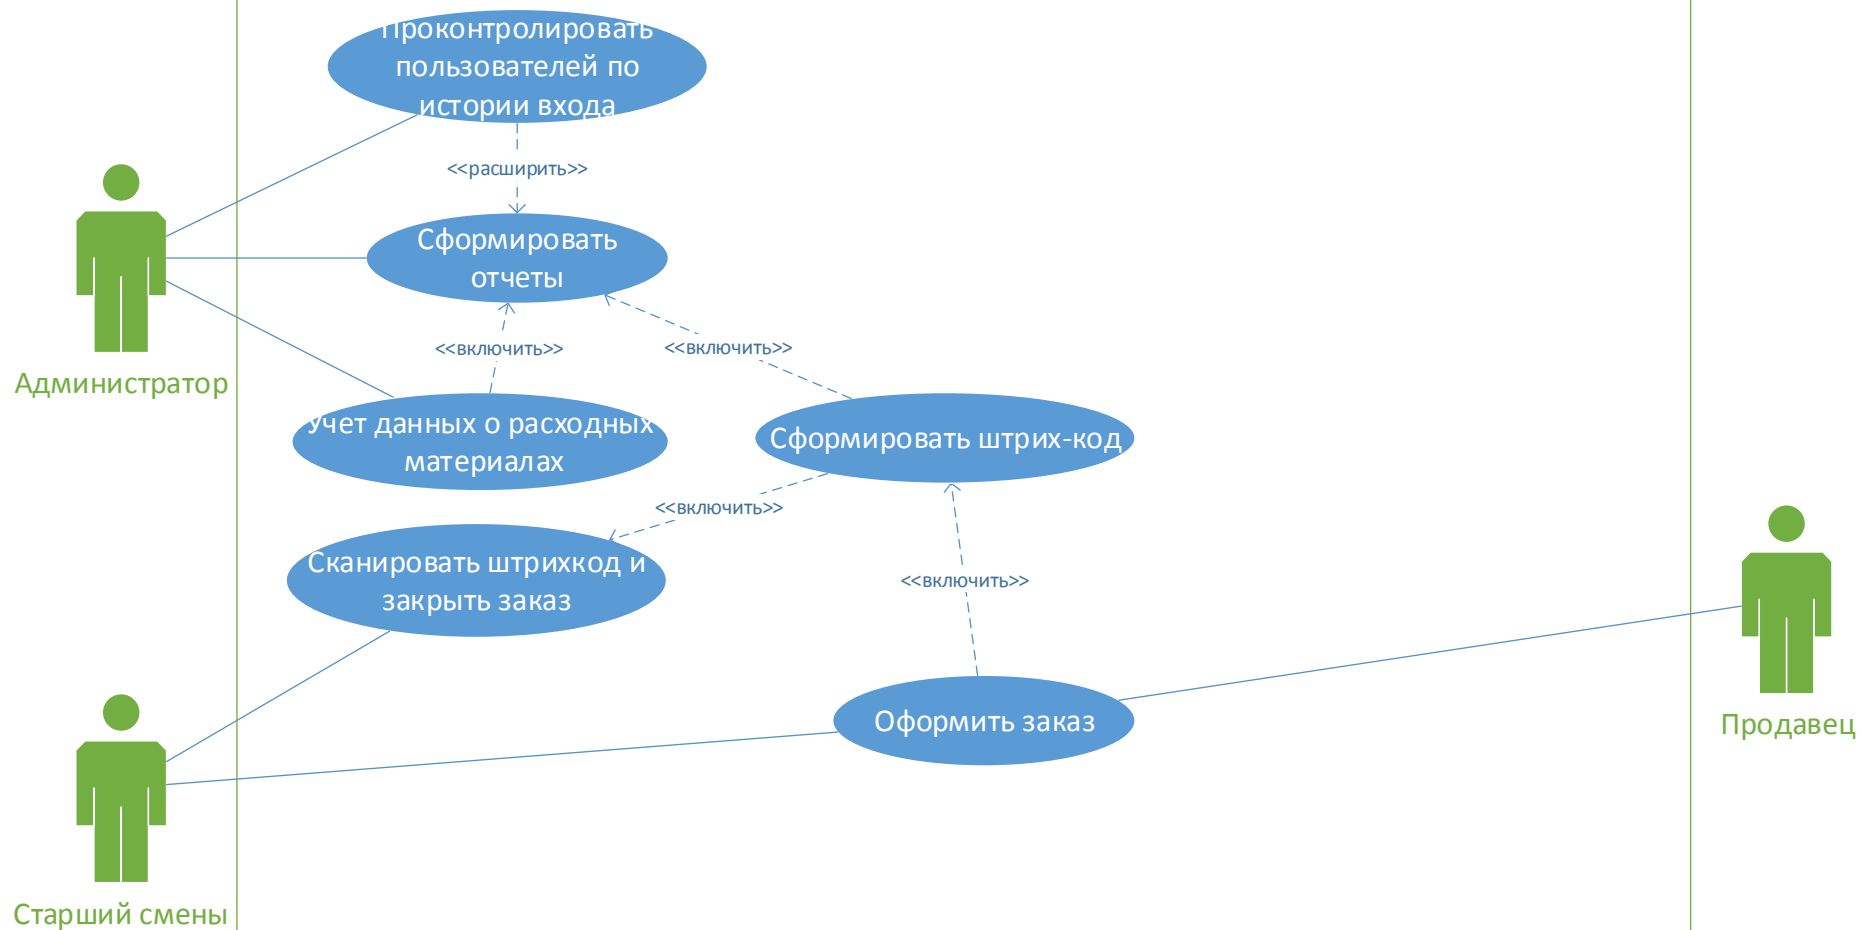 Проконтролировать
пользователей по
истории входа
<<расширить>>
Сформировать
отчеты
<<включить>>
<<включить>>
Администратор
Учет данных о расходных
материалах
Сформировать штрих-код
<<включить>>
Сканировать штрихкод и
закрыть заказ
<<включить>>
Оформить заказ
Продавец
Старший смены